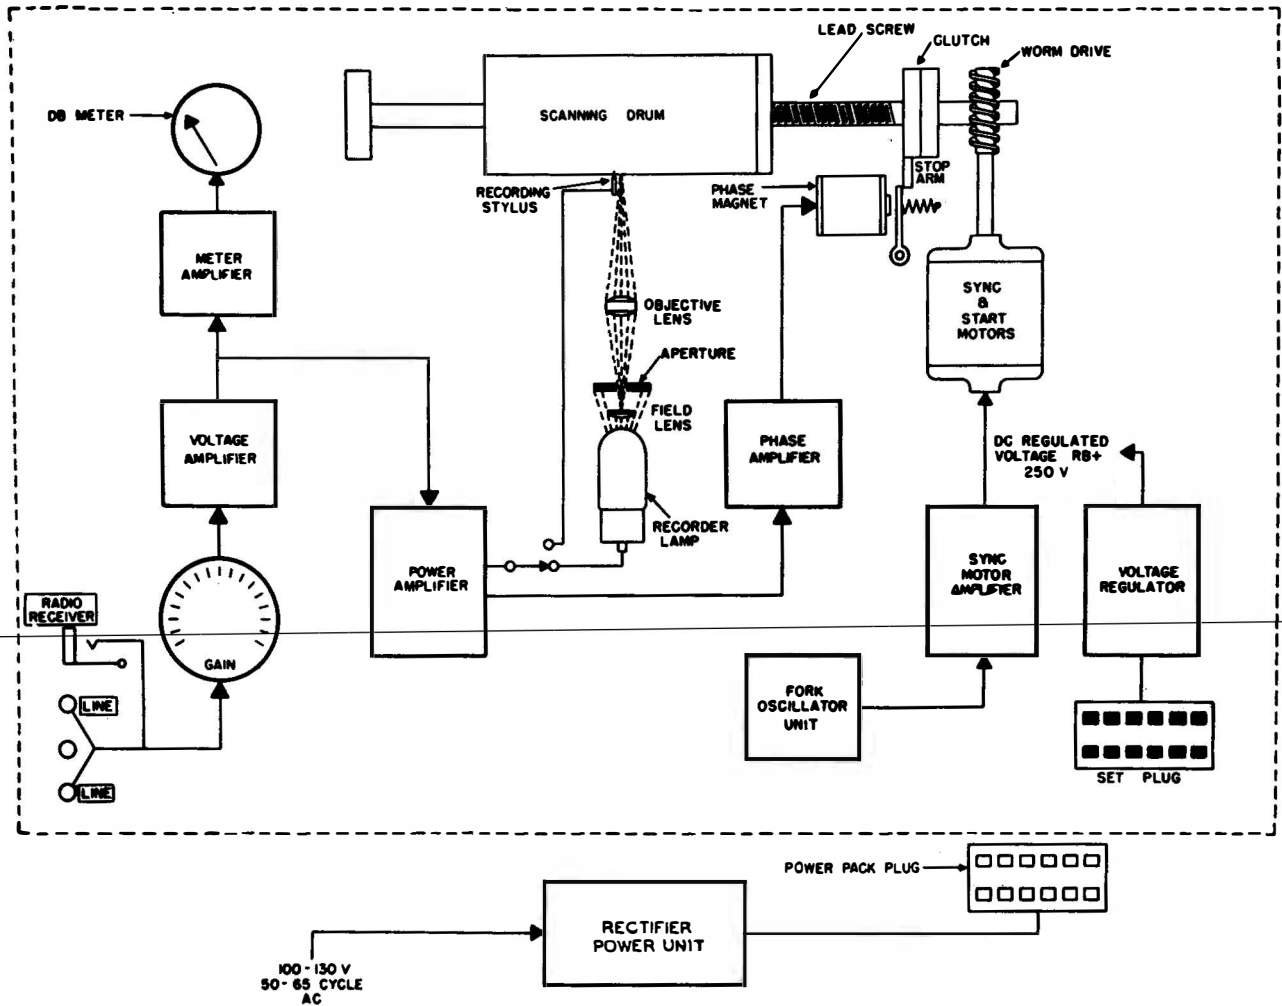 LEAD SCREW
CLUTCH
WORM DRIVE
DB METER
SCANNING DRUM
STOP
ARM
RECORDING
STYLUS
PHASE
MAGNET
METER
AMPLIFIER
OBJECTIVE
LENS
SYNC
&
START
MOTORS
APERTURE
FIELD
LENS
VOLTAGE
AMPLIFIER
PHASE
AMPLIFIER
DC REGULATED
VOLTAGE RB+
250 V
RECORDER
LAMP
POWER
AMPLIFIER
SYNC
MOTOR
AMPLIFIER
VOLTAGE
REGULATOR
RADIO
RECEIVER
GAIN
LINE
LINE
FORK
OSCILLATOR
UNIT
SET PLUG
POWER PACK PLUG
RECTIFIER
POWER UNIT
100-130 V
50-65 CYCLE
AC